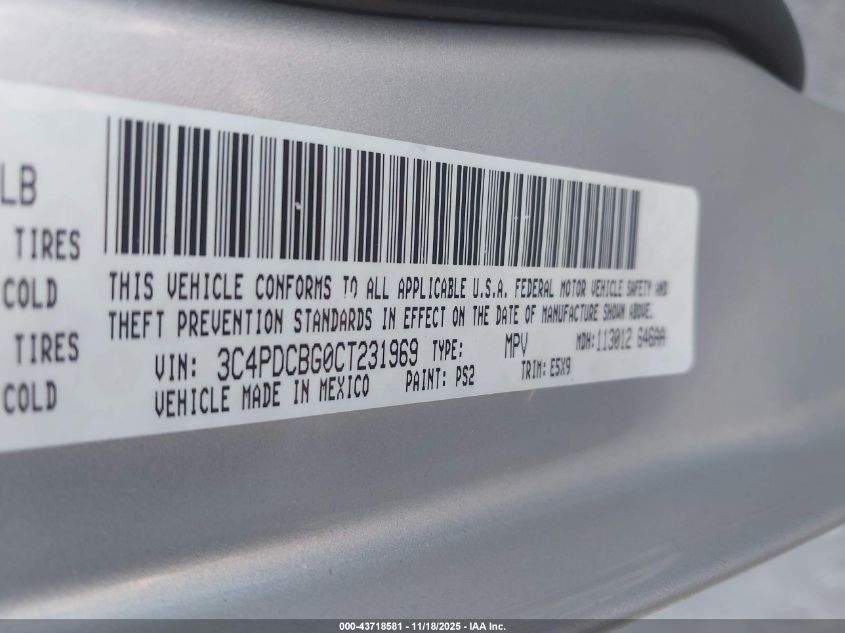 LB
TIRES
COLD
TIRES
COLD
THIS VEHICLE CONFORMS TO ALL APPLICABLE U.S.A. FEDERAL MOTOR VEHICLE SAFETY AND
THEFT PREVENTION STANDARDS IN EFFECT ON THE DATE OF MANUFACTURE SHOWN ABOVE.
VIN: 3C4PDCBG0CT231969 TYPE: MPV MDH:113012 646AA
VEHICLE MADE IN MEXICO PAINT: PS2 TRIM: E5X9
000-43718581 - 11/18/2025 - IAA Inc.